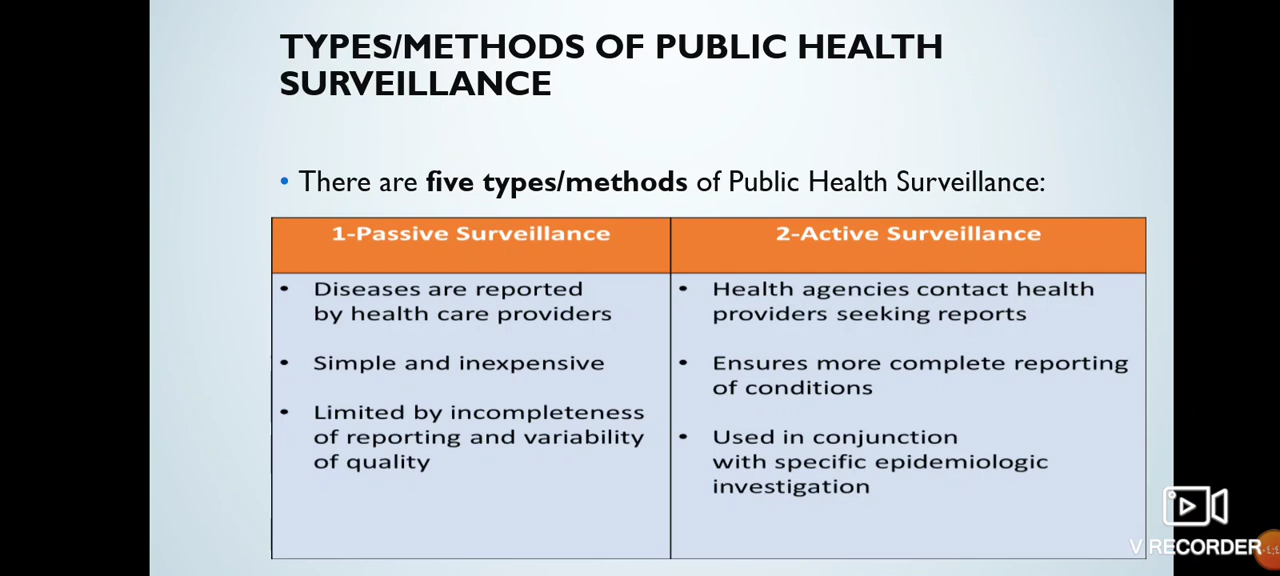 TYPES/METHODS OF PUBLIC HEALTH
SURVEILLANCE
• There are five types/methods of Public Health Surveillance:
1-Passive Surveillance
• Diseases are reported
by health care providers
• Simple and inexpensive
• Limited by incompleteness
of reporting and variability
of quality
2-Active Surveillance
• Health agencies contact health
providers seeking reports
• Ensures more complete reporting
of conditions
• Used in conjunction
with specific epidemiologic
investigation
V RECORDER